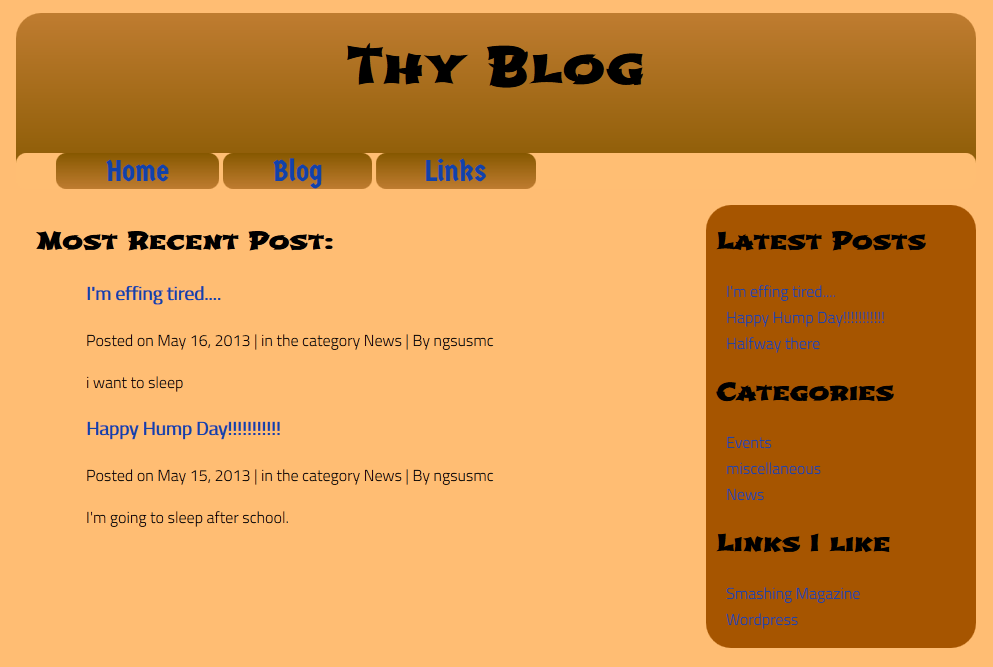 Thy Blog
Home Blog Links
Most Recent Post:
I'm effing tired....
Posted on May 16, 2013 | in the category News | By ngsusmc
i want to sleep
Happy Hump Day!!!!!!!!!!!
Posted on May 15, 2013 | in the category News | By ngsusmc
I'm going to sleep after school.
Latest Posts
I'm effing tired....
Happy Hump Day!!!!!!!!!!!
Halfway there
Categories
Events
miscellaneous
News
Links I like
Smashing Magazine
Wordpress